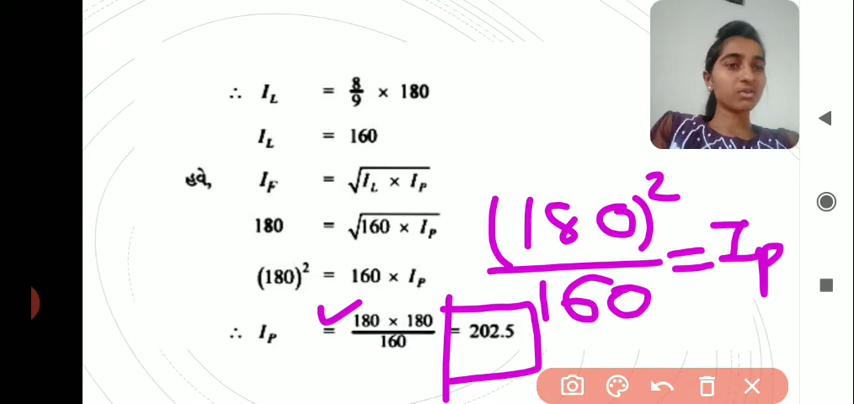 ∴ I_L = 8/9 × 180
I_L = 160
હવે, I_F = √(I_L × I_P)
180 = √(160 × I_P)
(180)² = 160 × I_P
∴ I_P = (180 × 180)/160 = 202.5
(180)²/160 = I_P